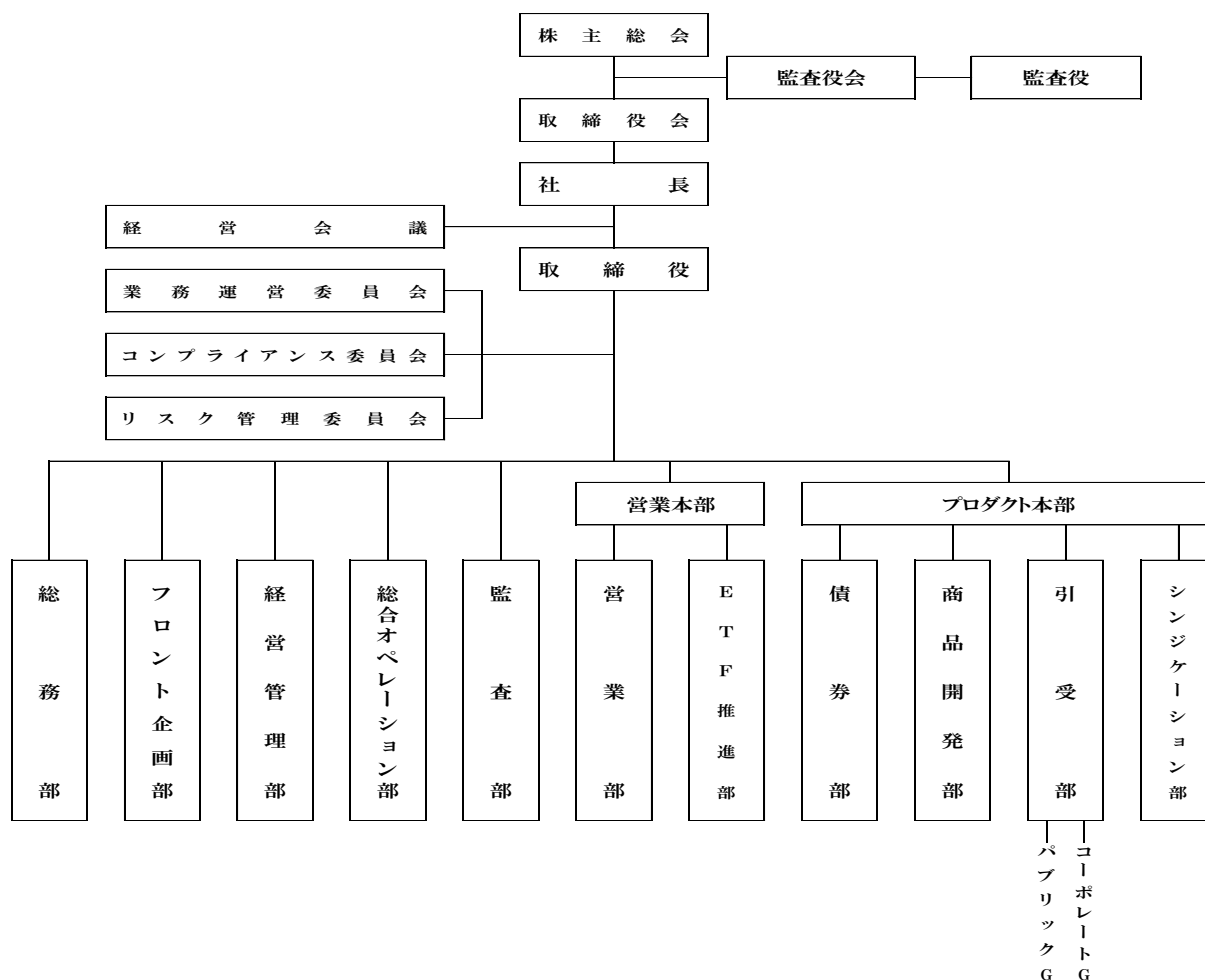 株主総会
監査役会
監査役
取締役会
社長
経営会議
取締役
業務運営委員会
コンプライアンス委員会
リスク管理委員会
営業本部
プロダクト本部
総務部
フロント企画部
経営管理部
総合オペレーション部
監査部
営業部
ETF推進部
債券部
商品開発部
引受部
シンジケーション部
パブリックG
コーポレートG